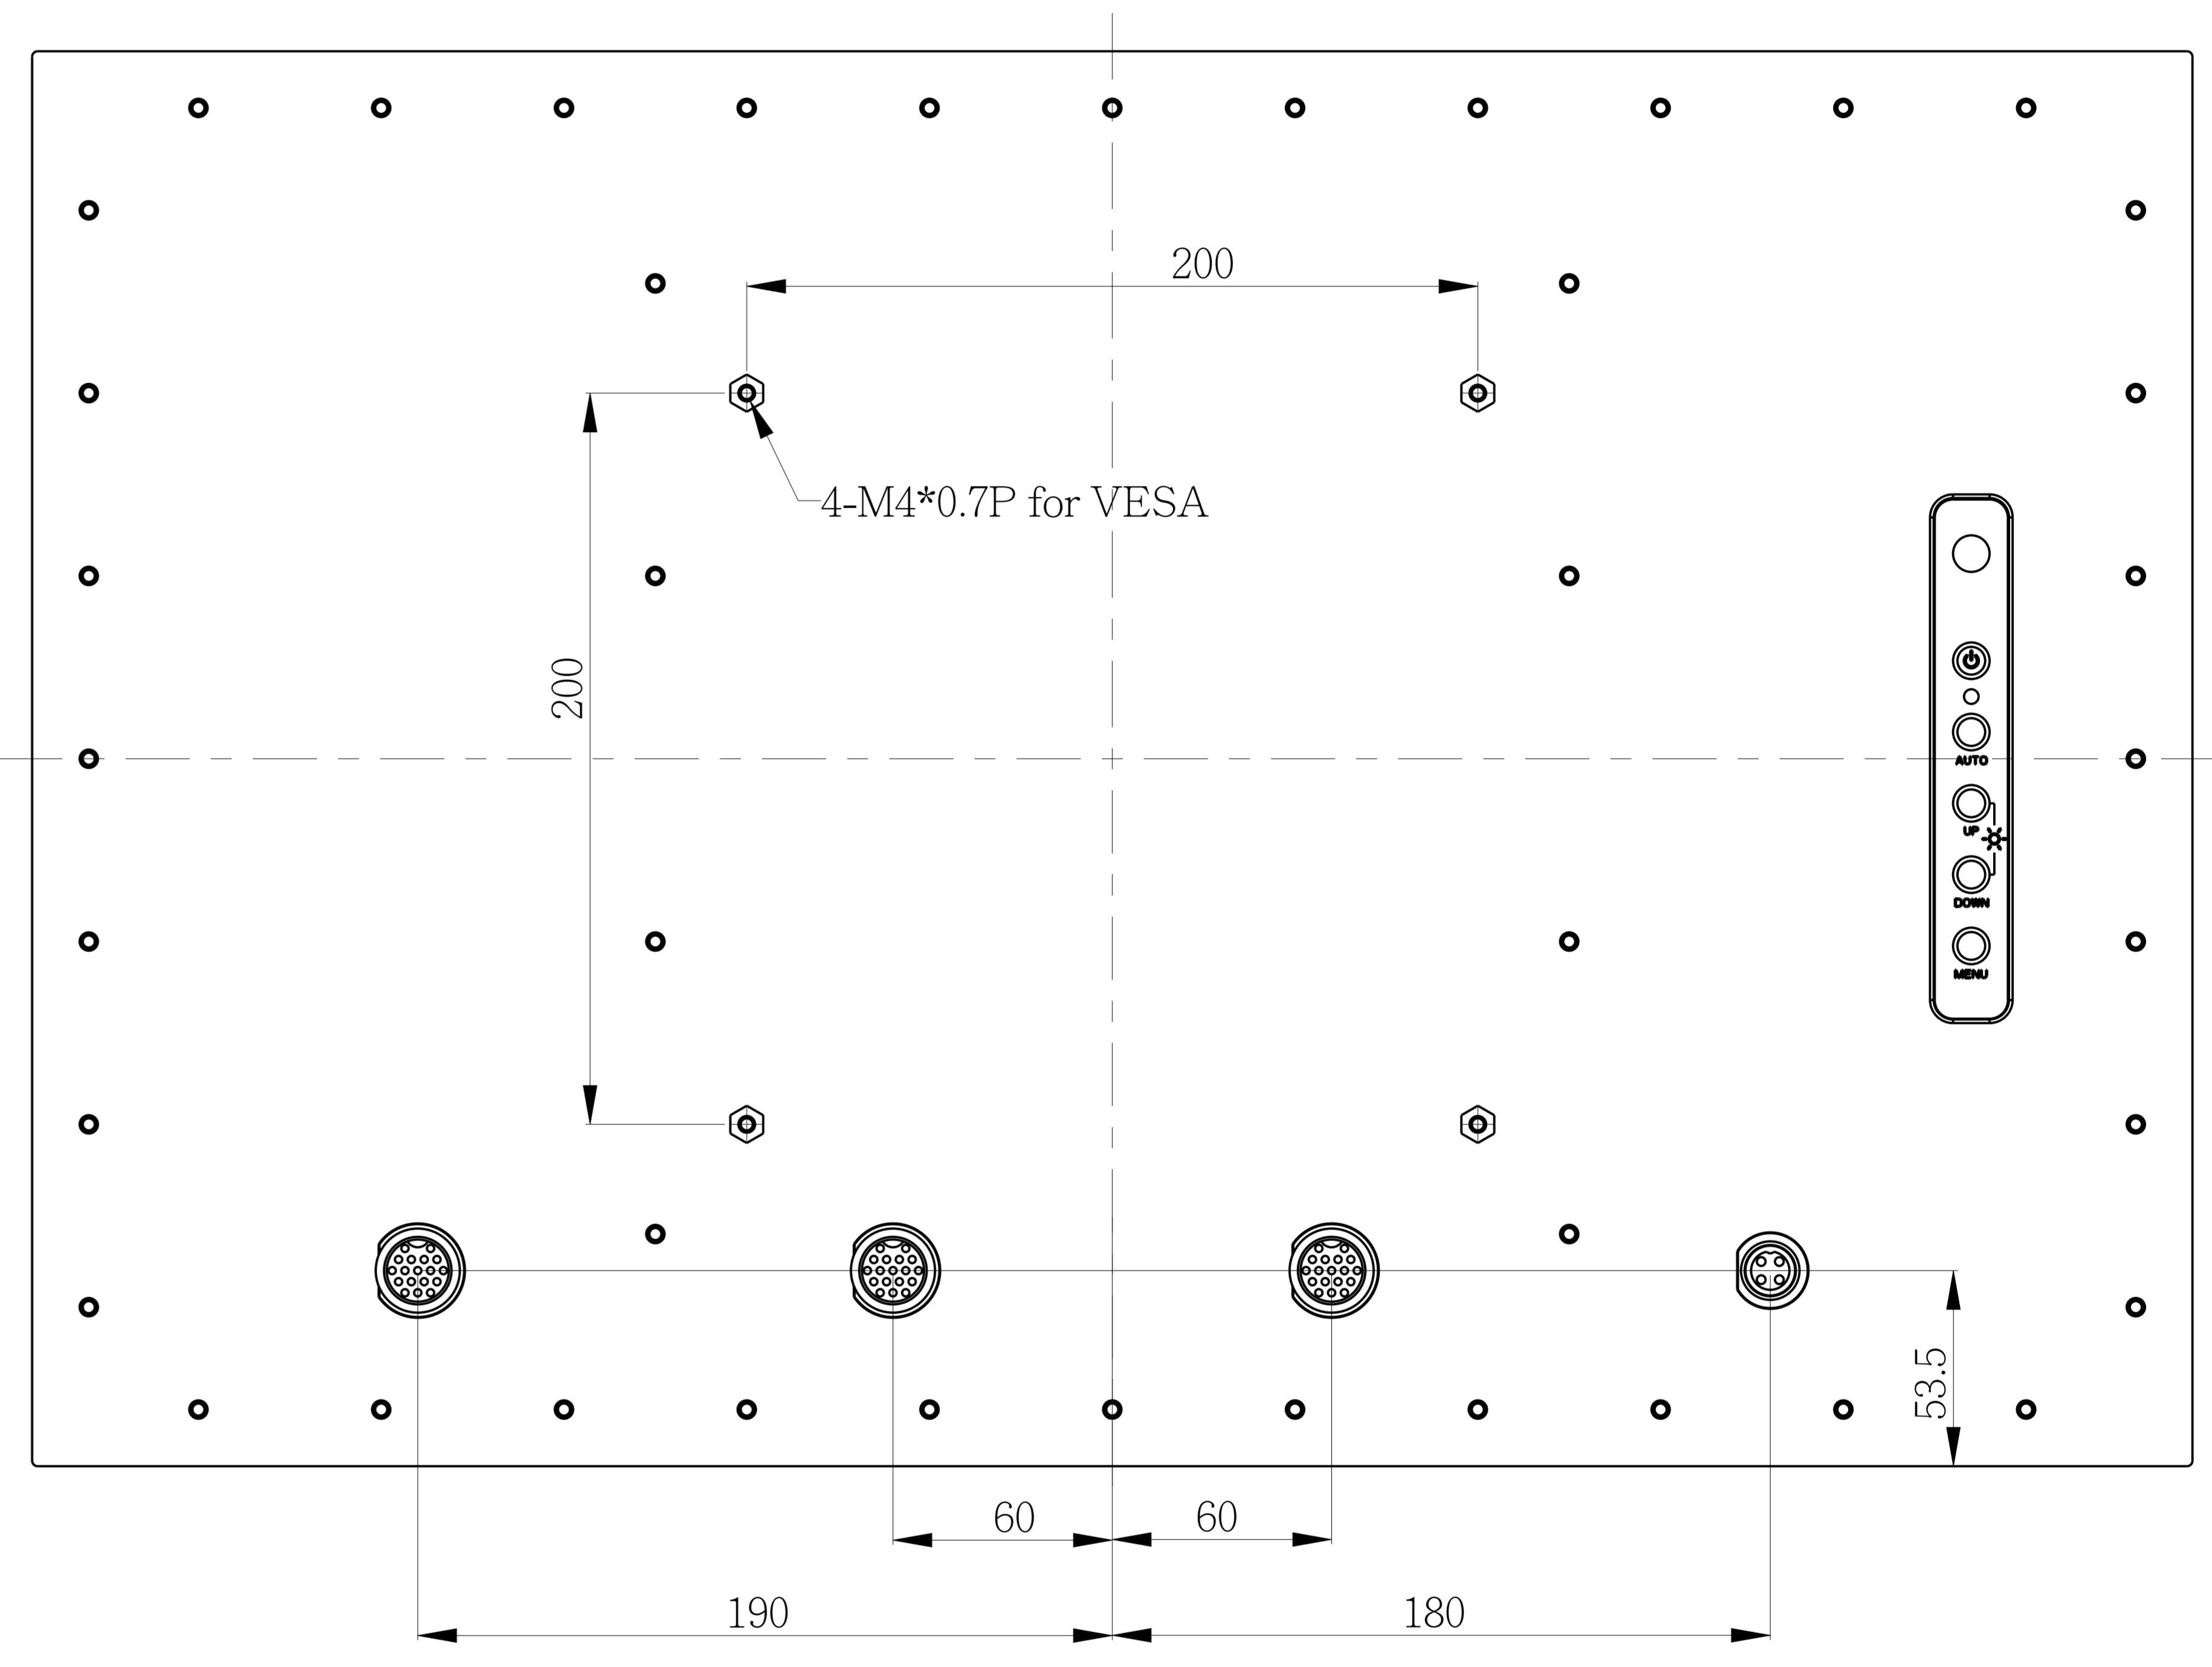 200
4-M4*0.7P for VESA
200
AUTO
UP
DOWN
MENU
53.5
60
60
190
180